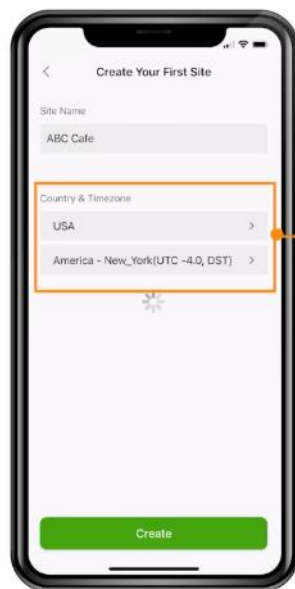 Create Your First Site
Site Name
ABC Cafe
Country & Timezone
USA
America - New_York(UTC -4.0, DST)
Create